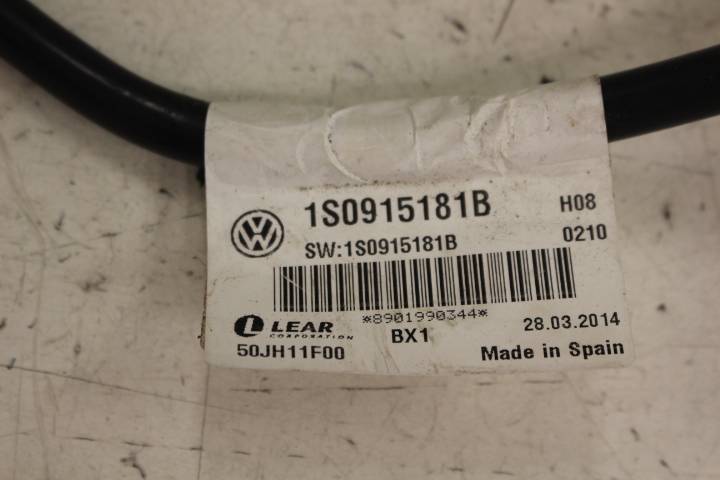 1S0915181B H08
SW:1S0915181B 0210
*8901990344*
LEAR
CORPORATION
BX1 28.03.2014
50JH11F00 Made in Spain